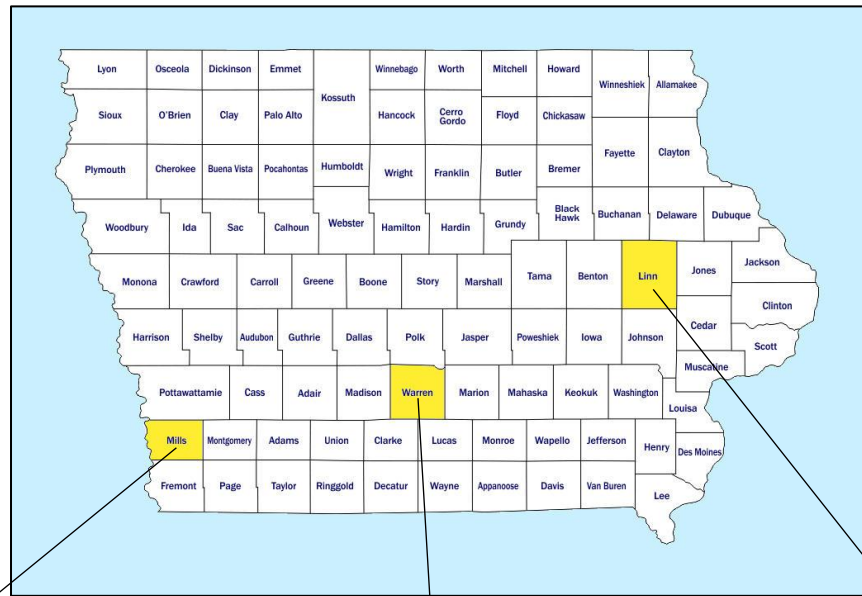 Lyon
Osceola
Dickinson
Emmet
Kossuth
Winnebago
Worth
Mitchell
Howard
Winneshiek
Allamakee
Sioux
O'Brien
Clay
Palo Alto
Hancock
Cerro
Gordo
Floyd
Chickasaw
Fayette
Clayton
Plymouth
Cherokee
Buena Vista
Pocahontas
Humboldt
Wright
Franklin
Butler
Bremer
Woodbury
Ida
Sac
Calhoun
Webster
Hamilton
Hardin
Grundy
Black
Hawk
Buchanan
Delaware
Dubuque
Monona
Crawford
Carroll
Greene
Boone
Story
Marshall
Tama
Benton
Linn
Jones
Jackson
Clinton
Harrison
Shelby
Audubon
Guthrie
Dallas
Polk
Jasper
Poweshiek
Iowa
Johnson
Cedar
Scott
Muscatine
Pottawattamie
Cass
Adair
Madison
Warren
Marion
Mahaska
Keokuk
Washington
Louisa
Mills
Montgomery
Adams
Union
Clarke
Lucas
Monroe
Wapello
Jefferson
Henry
Des Moines
Fremont
Page
Taylor
Ringgold
Decatur
Wayne
Appanoose
Davis
Van Buren
Lee